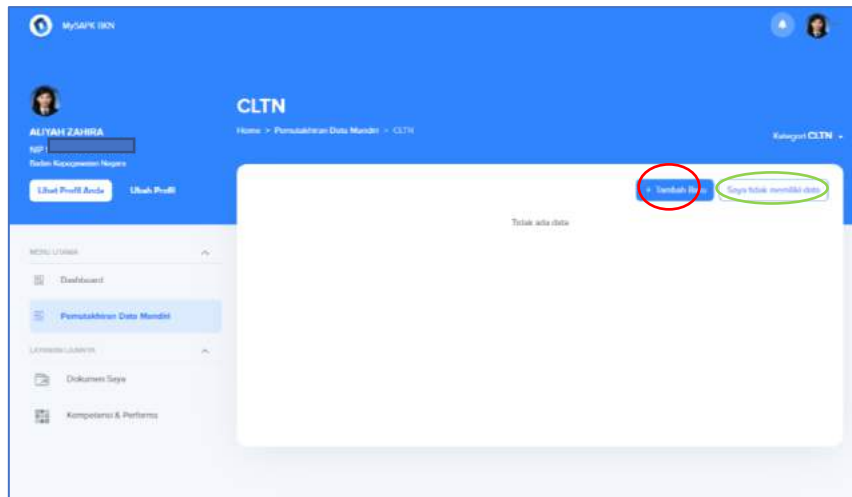 MySAPK BKN
ALIYAH ZAHIRA
NIP
Badan Kepegawaian Negara
Lihat Profil Anda
Ubah Profil
CLTN
Home > Pemutakhiran Data Mandiri > CLTN
Kategori CLTN
+ Tambah Baru
Saya tidak memiliki data
Tidak ada data
MENU UTAMA
Dashboard
Pemutakhiran Data Mandiri
LAYANAN LAINNYA
Dokumen Saya
Kompetensi & Performa